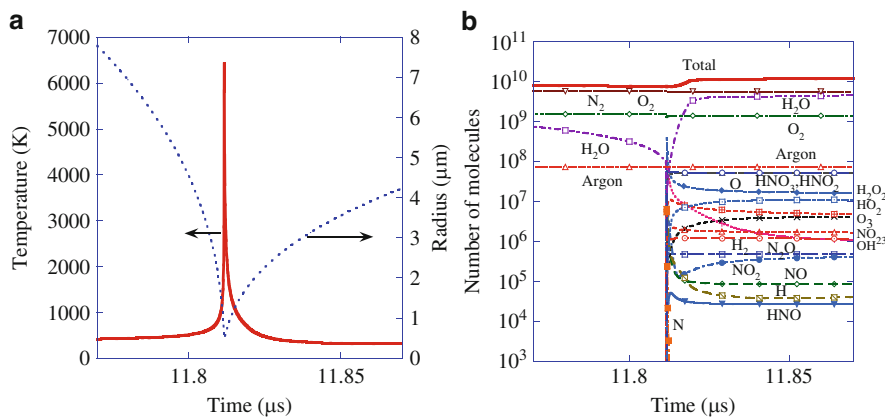 a
7000
6000
5000
4000
3000
2000
1000
0
Temperature (K)
8
7
6
5
4
3
2
1
0
Radius (μm)
11.8
11.85
Time (μs)
b
10¹¹
10¹⁰
10⁹
10⁸
10⁷
10⁶
10⁵
10⁴
10³
Number of molecules
Total
N₂
O₂
H₂O
O₂
H₂O
Argon
Argon
O
HNO₃,HNO₂
H₂O₂
HO₂
O₃
NO₃
OH²³
H₂
N₂O
NO₂
NO
H
HNO
N
11.8
11.85
Time (μs)